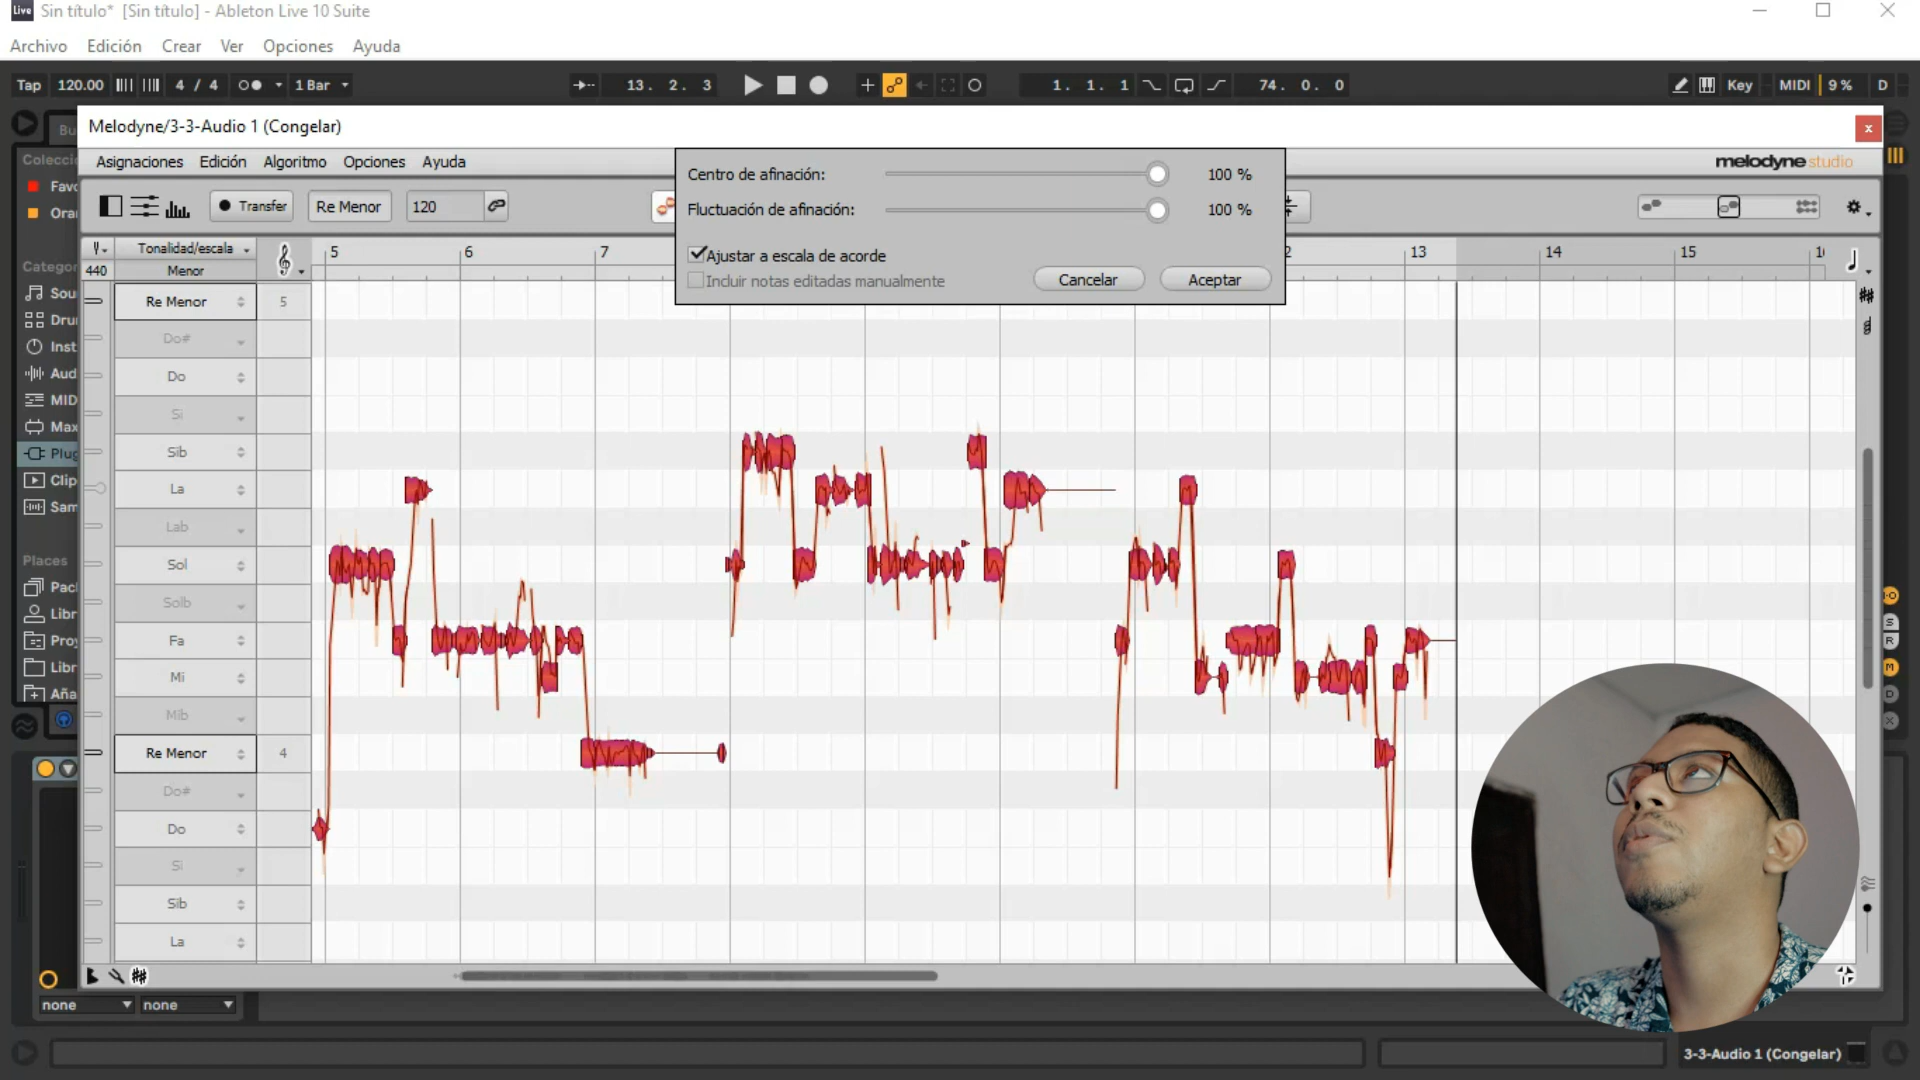 Live Sin título* [Sin título] - Ableton Live 10 Suite
Archivo Edición Crear Ver Opciones Ayuda
Tap 120.00 4 / 4 1 Bar 13. 2. 3 1. 1. 1 74. 0. 0 Key MIDI 9 % D
Melodyne/3-3-Audio 1 (Congelar) x
Asignaciones Edición Algoritmo Opciones Ayuda
melodyne studio
Centro de afinación: 100 %
Fluctuación de afinación: 100 %
Ajustar a escala de acorde
Incluir notas editadas manualmente
Cancelar Aceptar
Transfer Re Menor 120
Tonalidad/escala
440 Menor
5 6 7 13 14 15
Re Menor 5
Do#
Do
Si
Sib
La
Lab
Sol
Solb
Fa
Mi
Mib
Re Menor 4
Do#
Do
Si
Sib
La
S
R
M
D
X
none none
3-3-Audio 1 (Congelar)